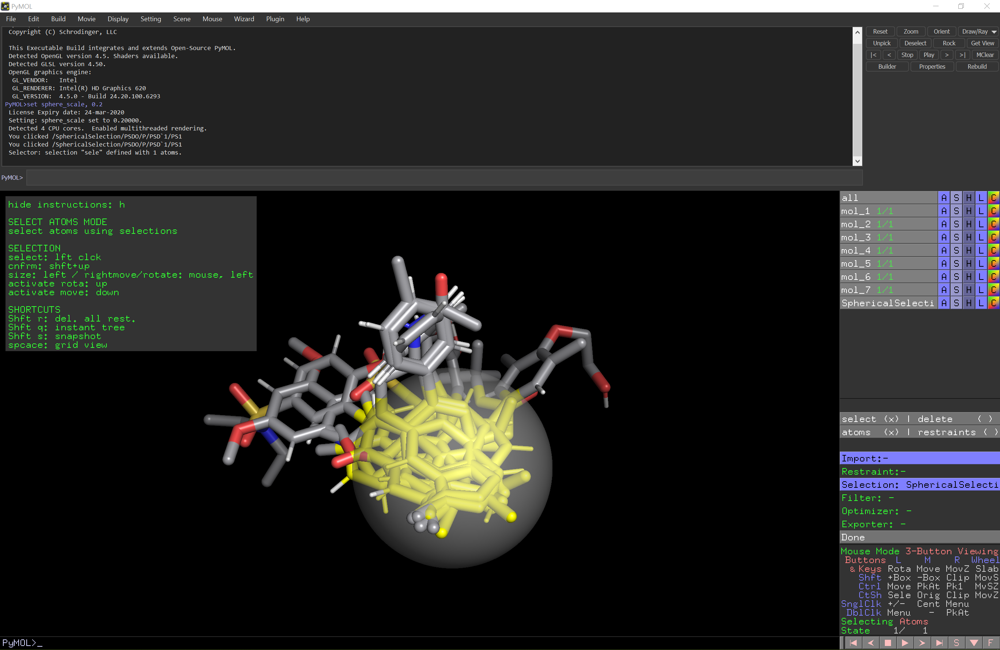 PyMOL
File Edit Build Movie Display Setting Scene Mouse Wizard Plugin Help
Copyright (C) Schrodinger, LLC
This Executable Build integrates and extends Open-Source PyMOL.
Detected OpenGL version 4.5. Shaders available.
Detected GLSL version 4.50.
OpenGL graphics engine:
GL_VENDOR: Intel
GL_RENDERER: Intel(R) HD Graphics 620
GL_VERSION: 4.5.0 - Build 24.20.100.6293
PyMOL>set sphere_scale, 0.2
License Expiry date: 24-mar-2020
Setting: sphere_scale set to 0.20000.
Detected 4 CPU cores. Enabled multithreaded rendering.
You clicked /SphericalSelection/PSDO/P/PSD`1/PS1
You clicked /SphericalSelection/PSDO/P/PSD`1/PS1
Selector: selection "sele" defined with 1 atoms.
PyMOL>
Reset Zoom Orient Draw/Ray
Unpick Deselect Rock Get View
|< < Stop Play > >| MClear
Builder Properties Rebuild
hide instructions: h
SELECT ATOMS MODE
select atoms using selections
SELECTION
select: lft clck
cnfrm: shft+up
size: left / rightmove/rotate: mouse, left
activate rota: up
activate move: down
SHORTCUTS
Shft r: del. all rest.
Shft q: instant tree
Shft s: snapshot
spcace: grid view
all A S H L C
mol_1 1/1 A S H L C
mol_2 1/1 A S H L C
mol_3 1/1 A S H L C
mol_4 1/1 A S H L C
mol_5 1/1 A S H L C
mol_6 1/1 A S H L C
mol_7 1/1 A S H L C
SphericalSelecti A S H L C
select (x) | delete ( )
atoms (x) | restraints ( )
Import:-
Restraint:-
Selection: SphericalSelecti
Filter: -
Optimizer: -
Exporter: -
Done
Mouse Mode 3-Button Viewing
Buttons L M R Wheel
& Keys Rota Move MovZ Slab
Shft +Box -Box Clip MovS
Ctrl Move PkAt Pk1 MvSZ
CtSh Sele Orig Clip MovZ
SnglClk +/- Cent Menu
DblClk Menu - PkAt
Selecting Atoms
State 1/ 1
PyMOL>_
S F